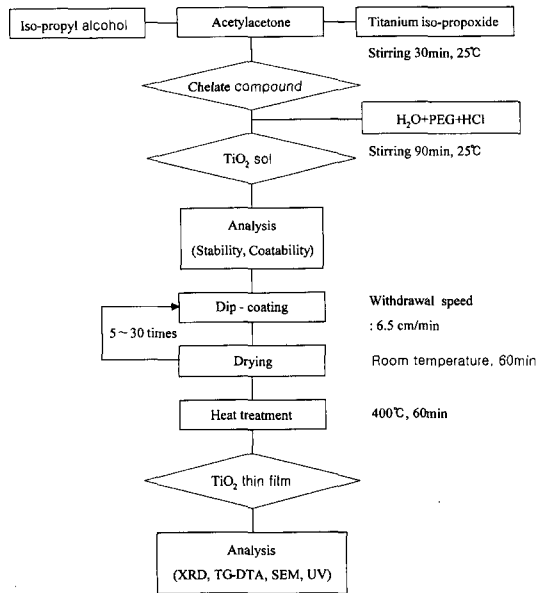 Iso-propyl alcohol
Acetylacetone
Titanium iso-propoxide
Stirring 30min, 25℃
Chelate compound
H₂O+PEG+HCl
Stirring 90min, 25℃
TiO₂ sol
Analysis
(Stability, Coatability)
Dip - coating
Withdrawal speed
: 6.5 cm/min
5～30 times
Drying
Room temperature, 60min
Heat treatment
400℃, 60min
TiO₂ thin film
Analysis
(XRD, TG-DTA, SEM, UV)